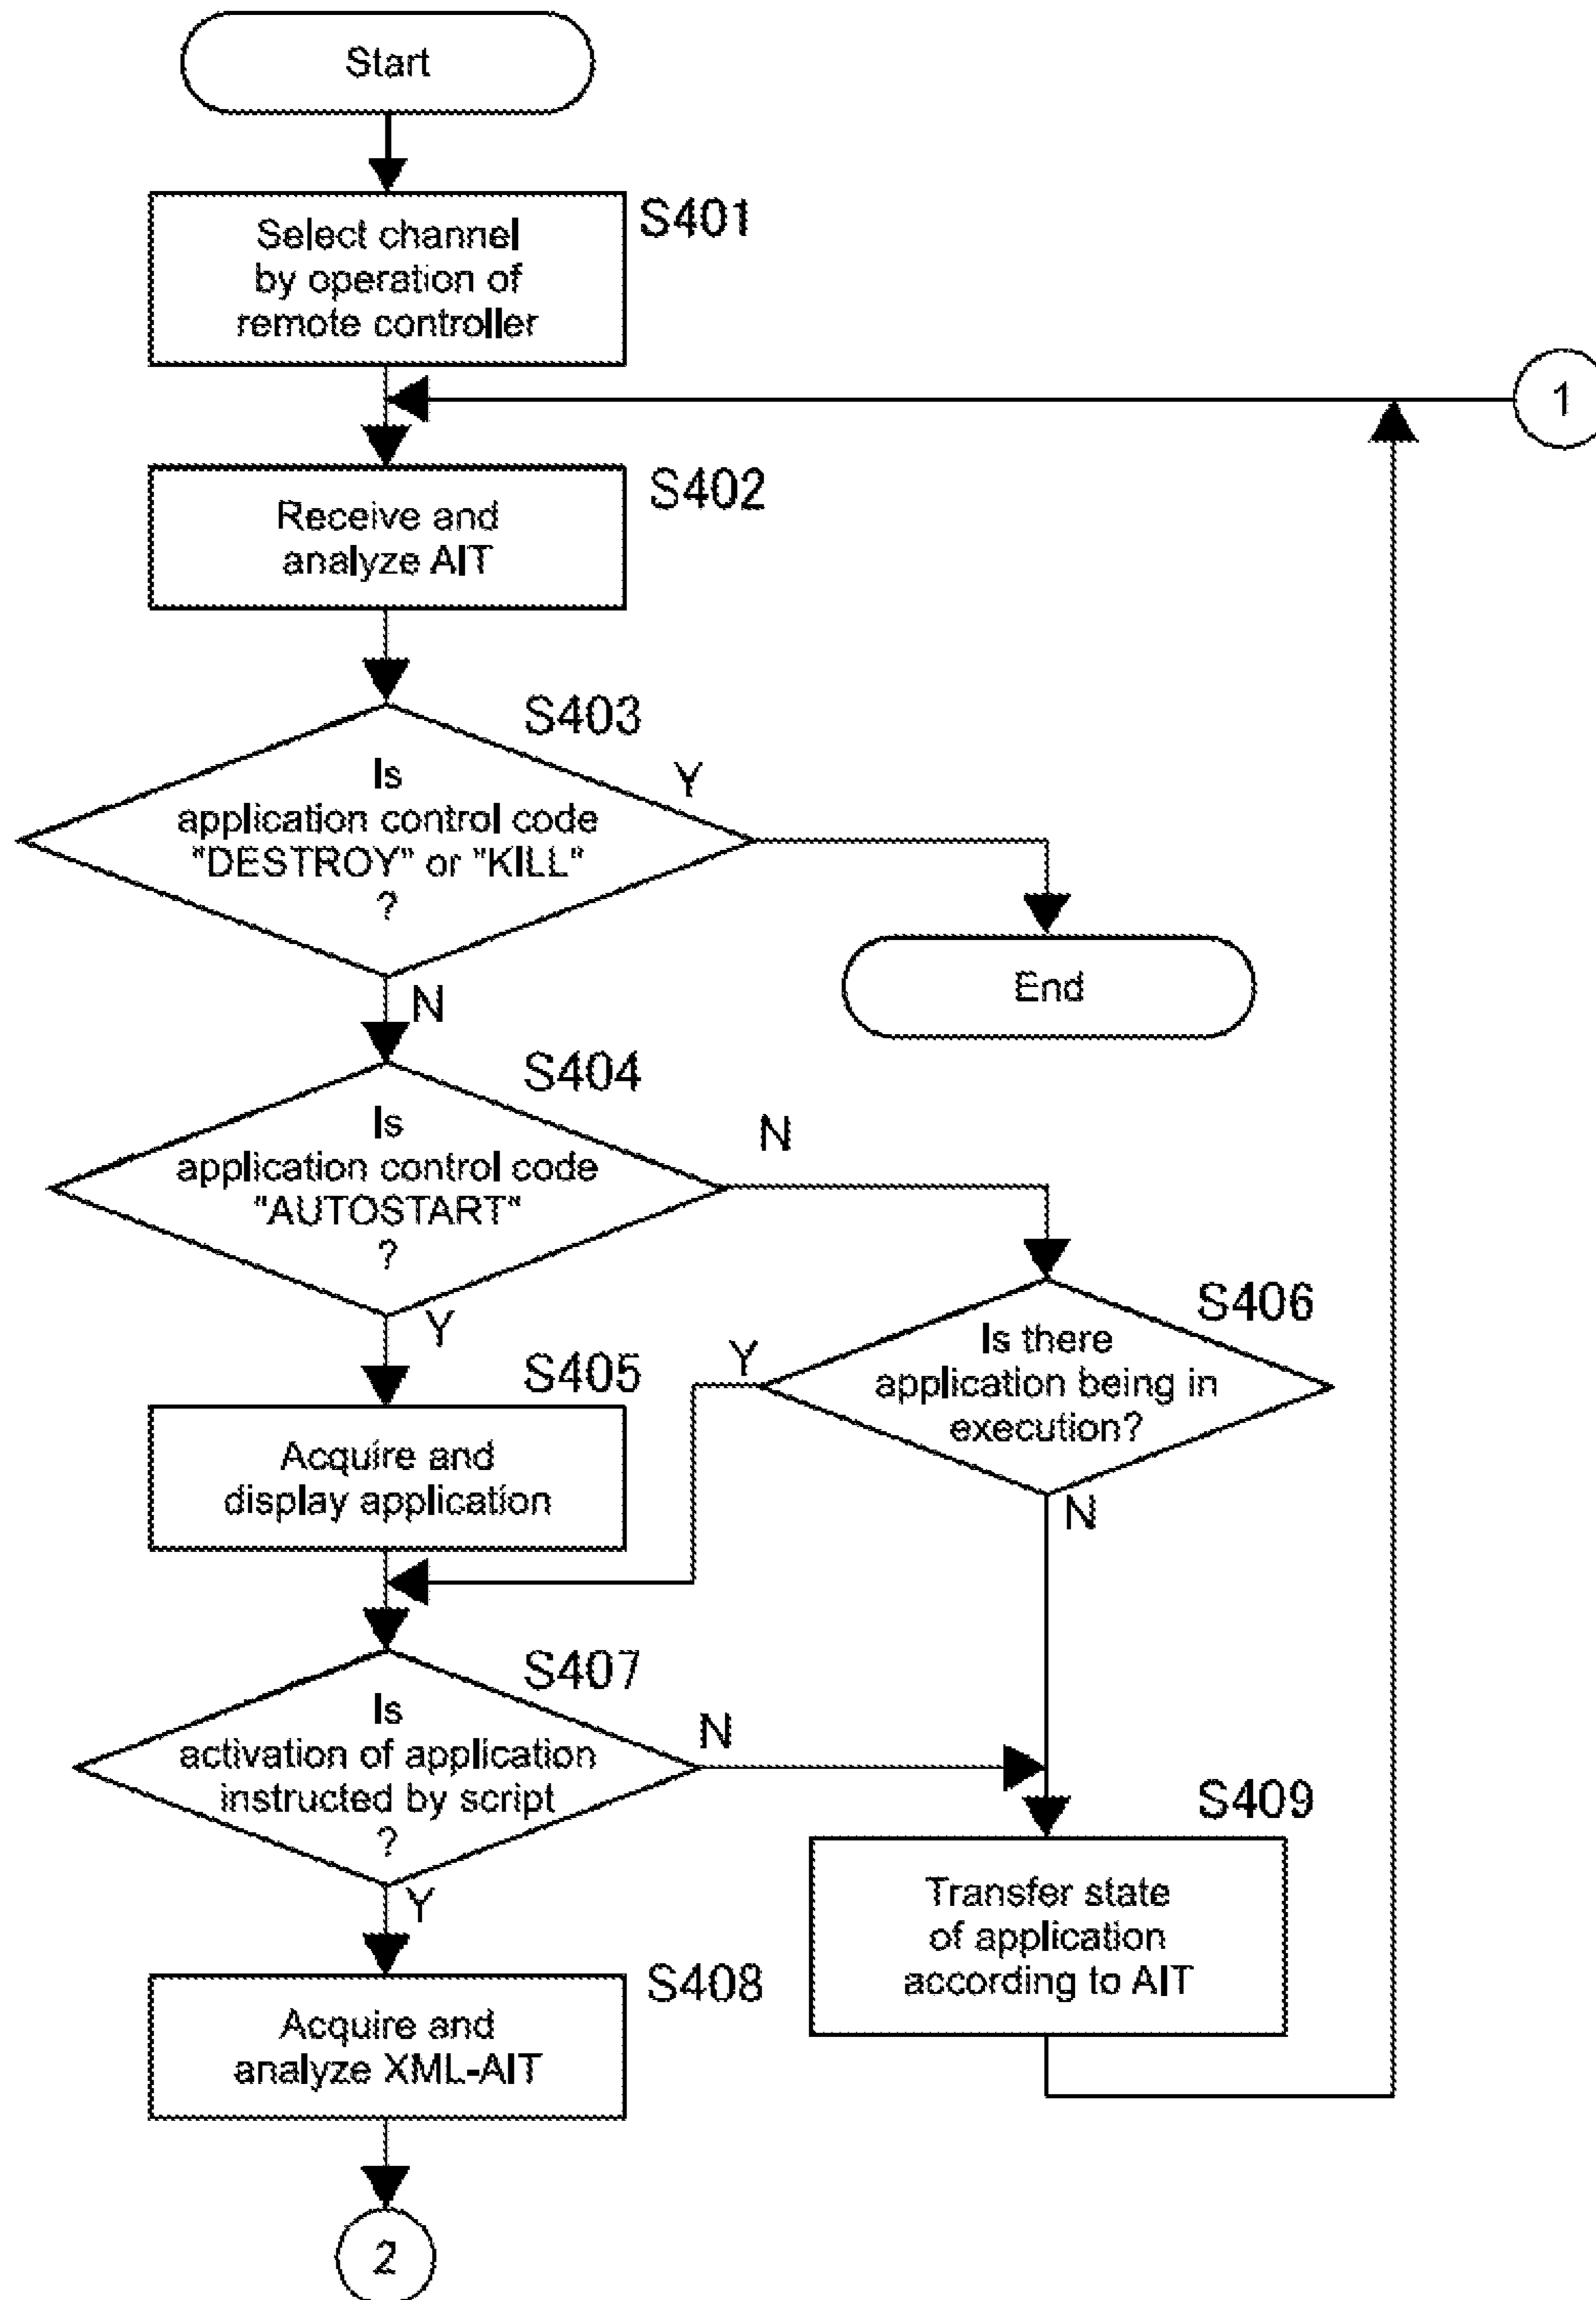 Start
S401
Select channel
by operation of
remote controller
1
S402
Receive and
analyze AIT
S403
Is
application control code
"DESTROY" or "KILL"
?
Y
N
End
S404
Is
application control code
"AUTOSTART"
?
N
Y
S405
Acquire and
display application
S406
Is there
application being in
execution?
Y
N
S407
Is
activation of application
instructed by script
?
N
Y
S409
Transfer state
of application
according to AIT
S408
Acquire and
analyze XML-AIT
2